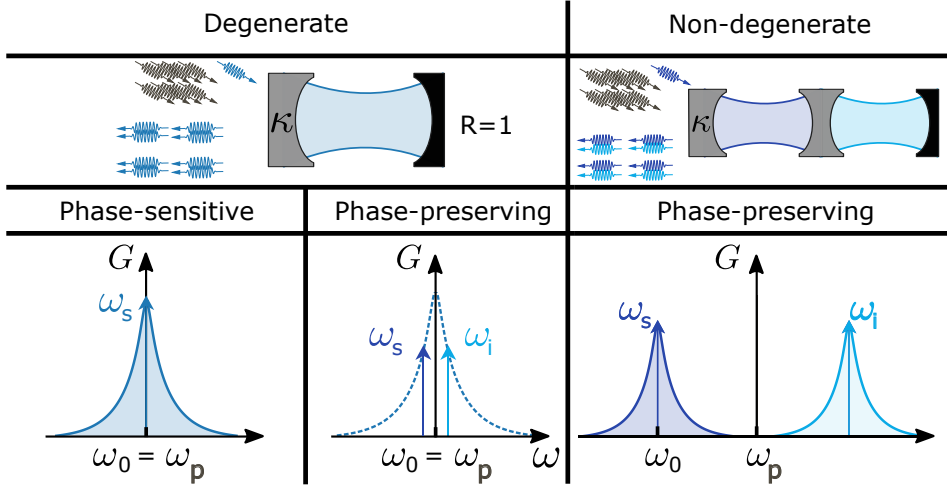 Degenerate
Non-degenerate
κ
R=1
κ
Phase-sensitive
Phase-preserving
Phase-preserving
G
G
G
ωs
ωs
ωi
ωs
ωi
ω0 = ωp
ω0 = ωp
ω
ω0
ωp